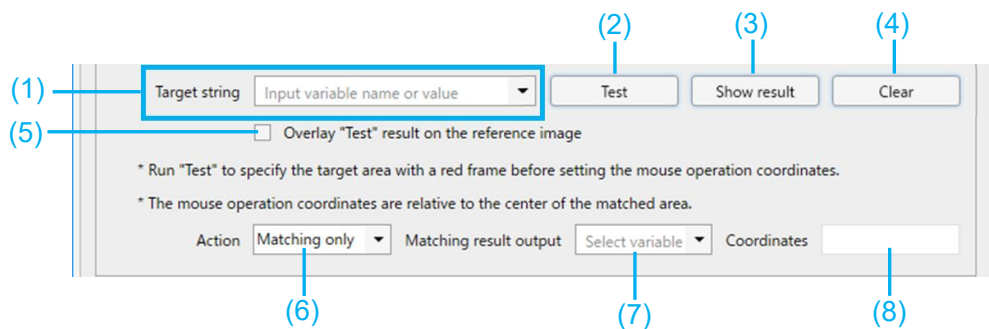 (2) (3) (4)
(1) Target string Input variable name or value Test Show result Clear
(5) Overlay "Test" result on the reference image
* Run "Test" to specify the target area with a red frame before setting the mouse operation coordinates.
* The mouse operation coordinates are relative to the center of the matched area.
Action Matching only Matching result output Select variable Coordinates
(6) (7) (8)